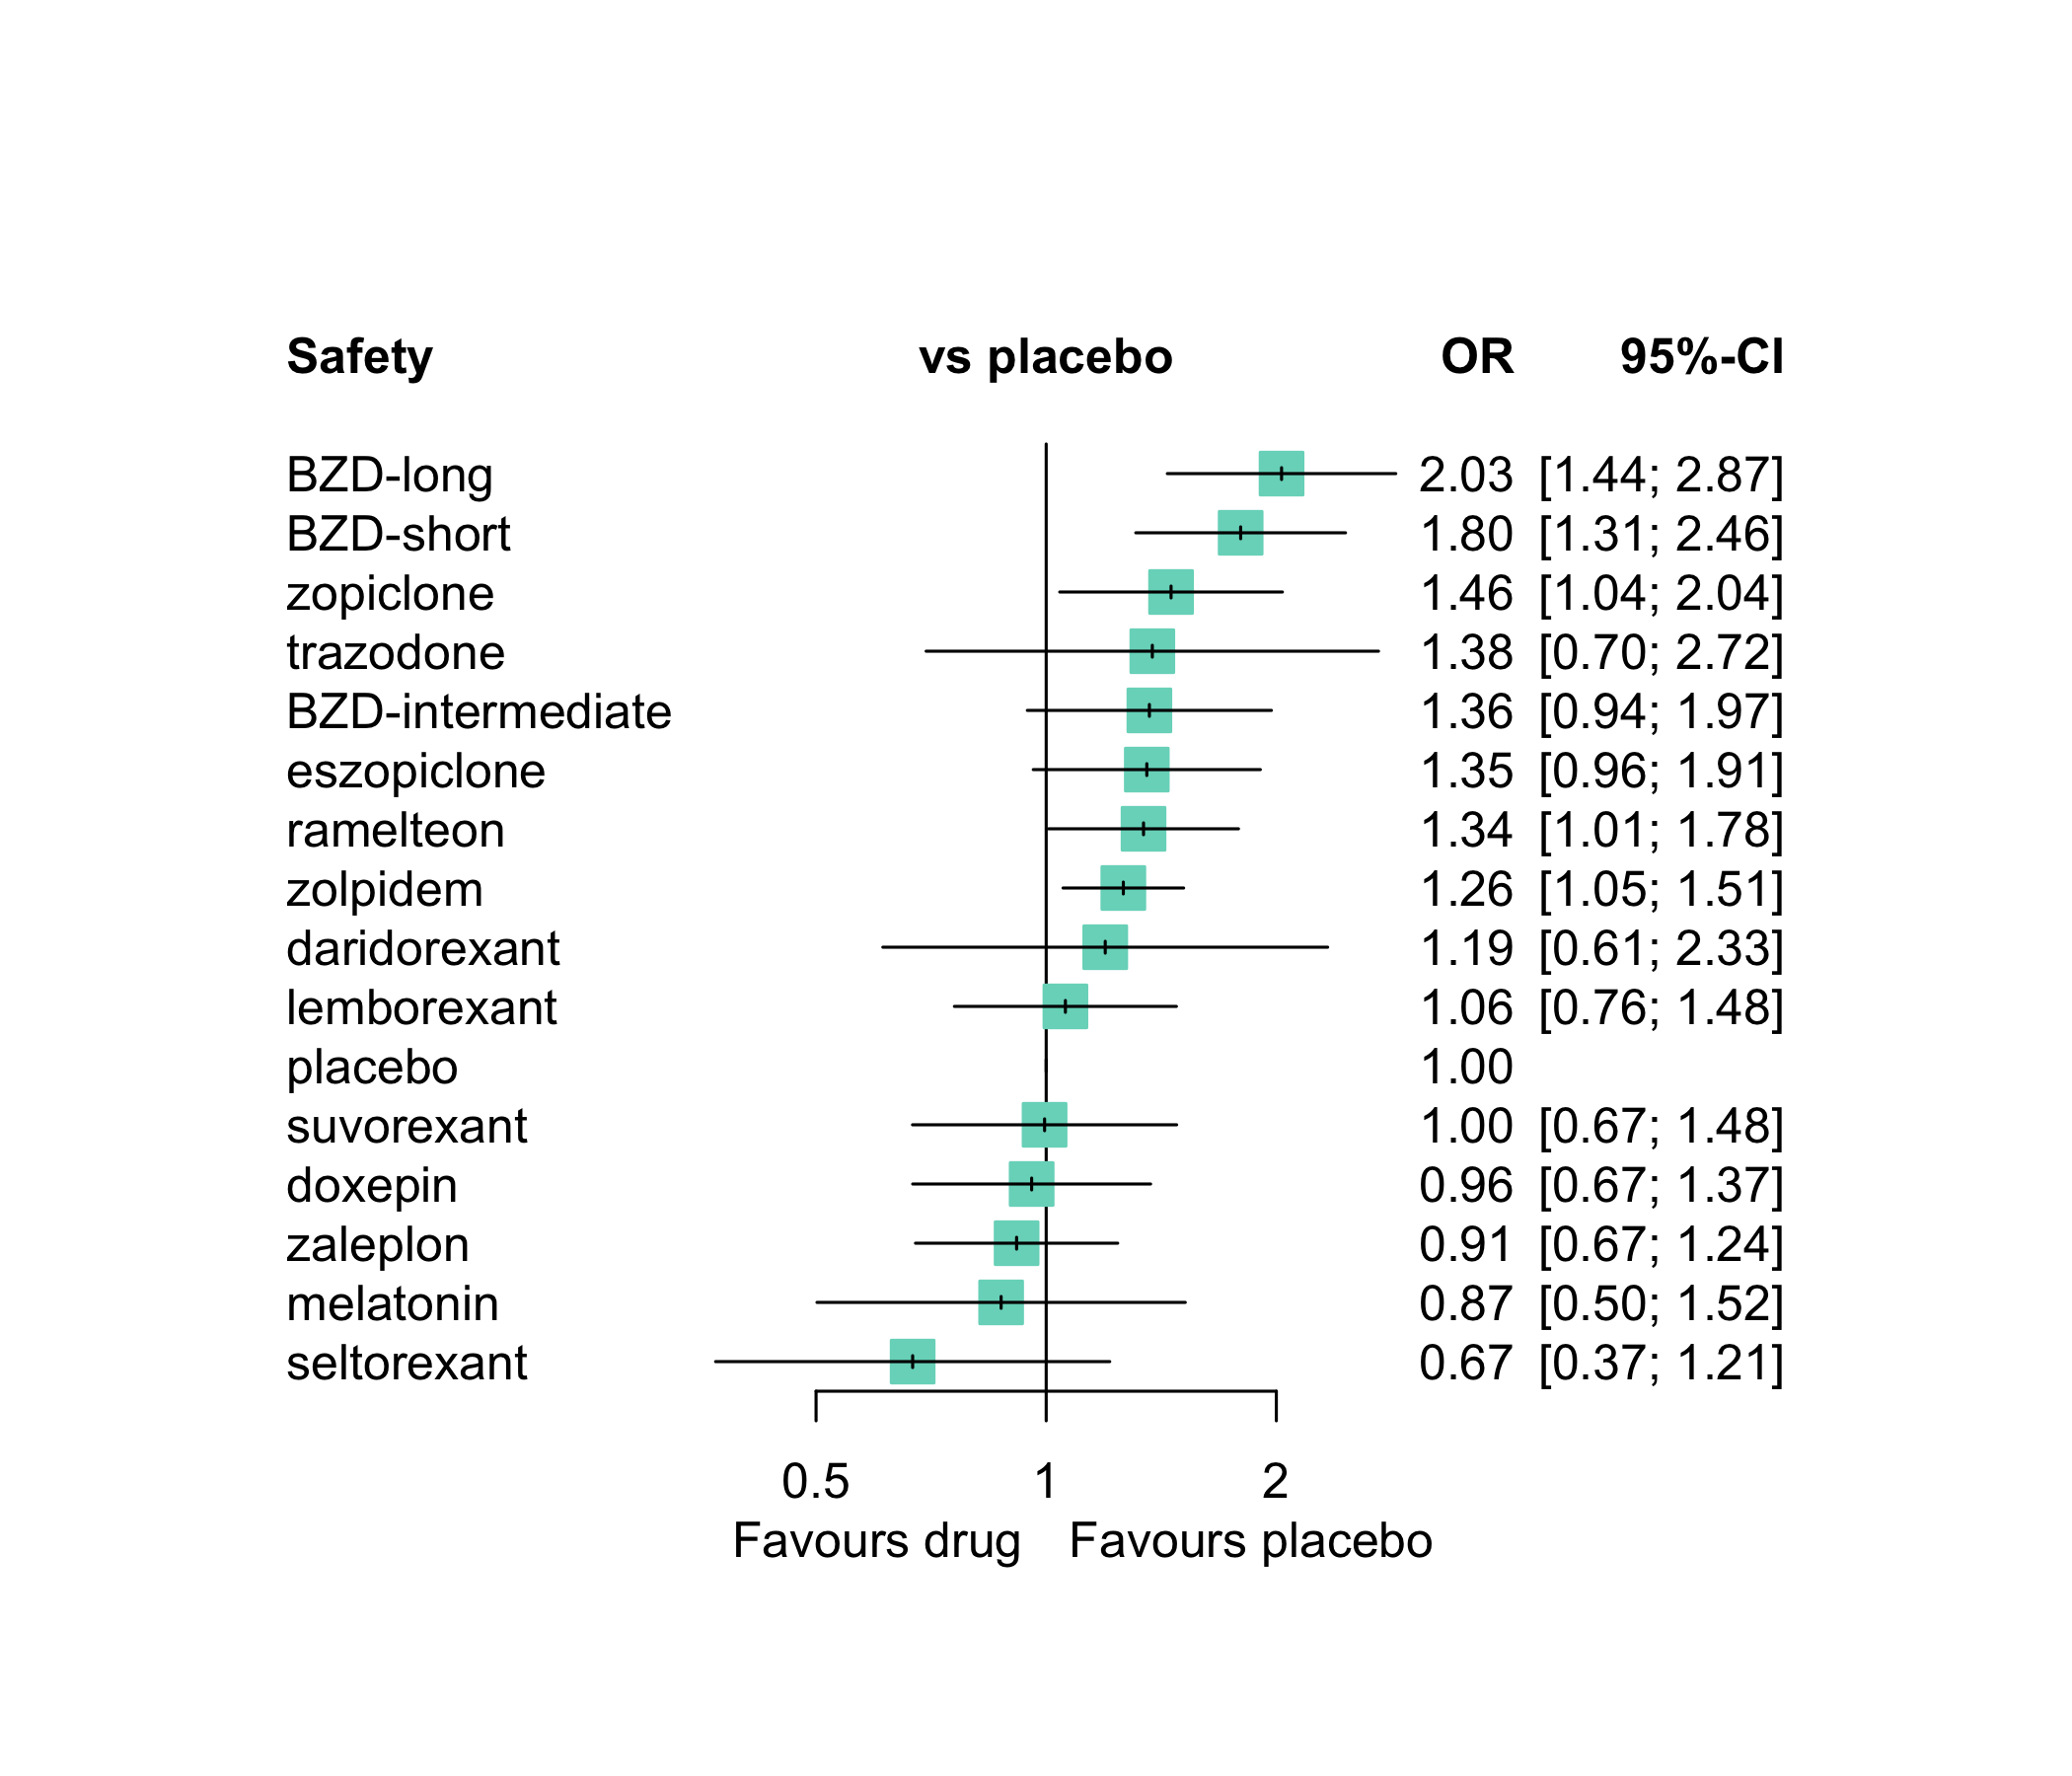 Safety vs placebo OR 95%-CI
BZD-long 2.03 [1.44; 2.87]
BZD-short 1.80 [1.31; 2.46]
zopiclone 1.46 [1.04; 2.04]
trazodone 1.38 [0.70; 2.72]
BZD-intermediate 1.36 [0.94; 1.97]
eszopiclone 1.35 [0.96; 1.91]
ramelteon 1.34 [1.01; 1.78]
zolpidem 1.26 [1.05; 1.51]
daridorexant 1.19 [0.61; 2.33]
lemborexant 1.06 [0.76; 1.48]
placebo 1.00
suvorexant 1.00 [0.67; 1.48]
doxepin 0.96 [0.67; 1.37]
zaleplon 0.91 [0.67; 1.24]
melatonin 0.87 [0.50; 1.52]
seltorexant 0.67 [0.37; 1.21]
0.5 1 2
Favours drug Favours placebo